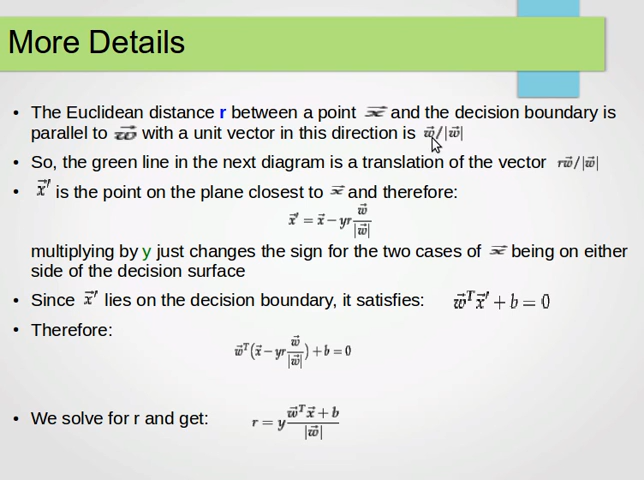 More Details
• The Euclidean distance r between a point x⃗ and the decision boundary is
parallel to w⃗ with a unit vector in this direction is w⃗/|w⃗|
• So, the green line in the next diagram is a translation of the vector rw⃗/|w⃗|
• x⃗′ is the point on the plane closest to x⃗ and therefore:
x⃗′ = x⃗ − yr w⃗/|w⃗|
multiplying by y just changes the sign for the two cases of x⃗ being on either
side of the decision surface
• Since x⃗′ lies on the decision boundary, it satisfies: w⃗ᵀx⃗′ + b = 0
• Therefore:
w⃗ᵀ(x⃗ − yr w⃗/|w⃗|) + b = 0
• We solve for r and get: r = y (w⃗ᵀx⃗ + b)/|w⃗|